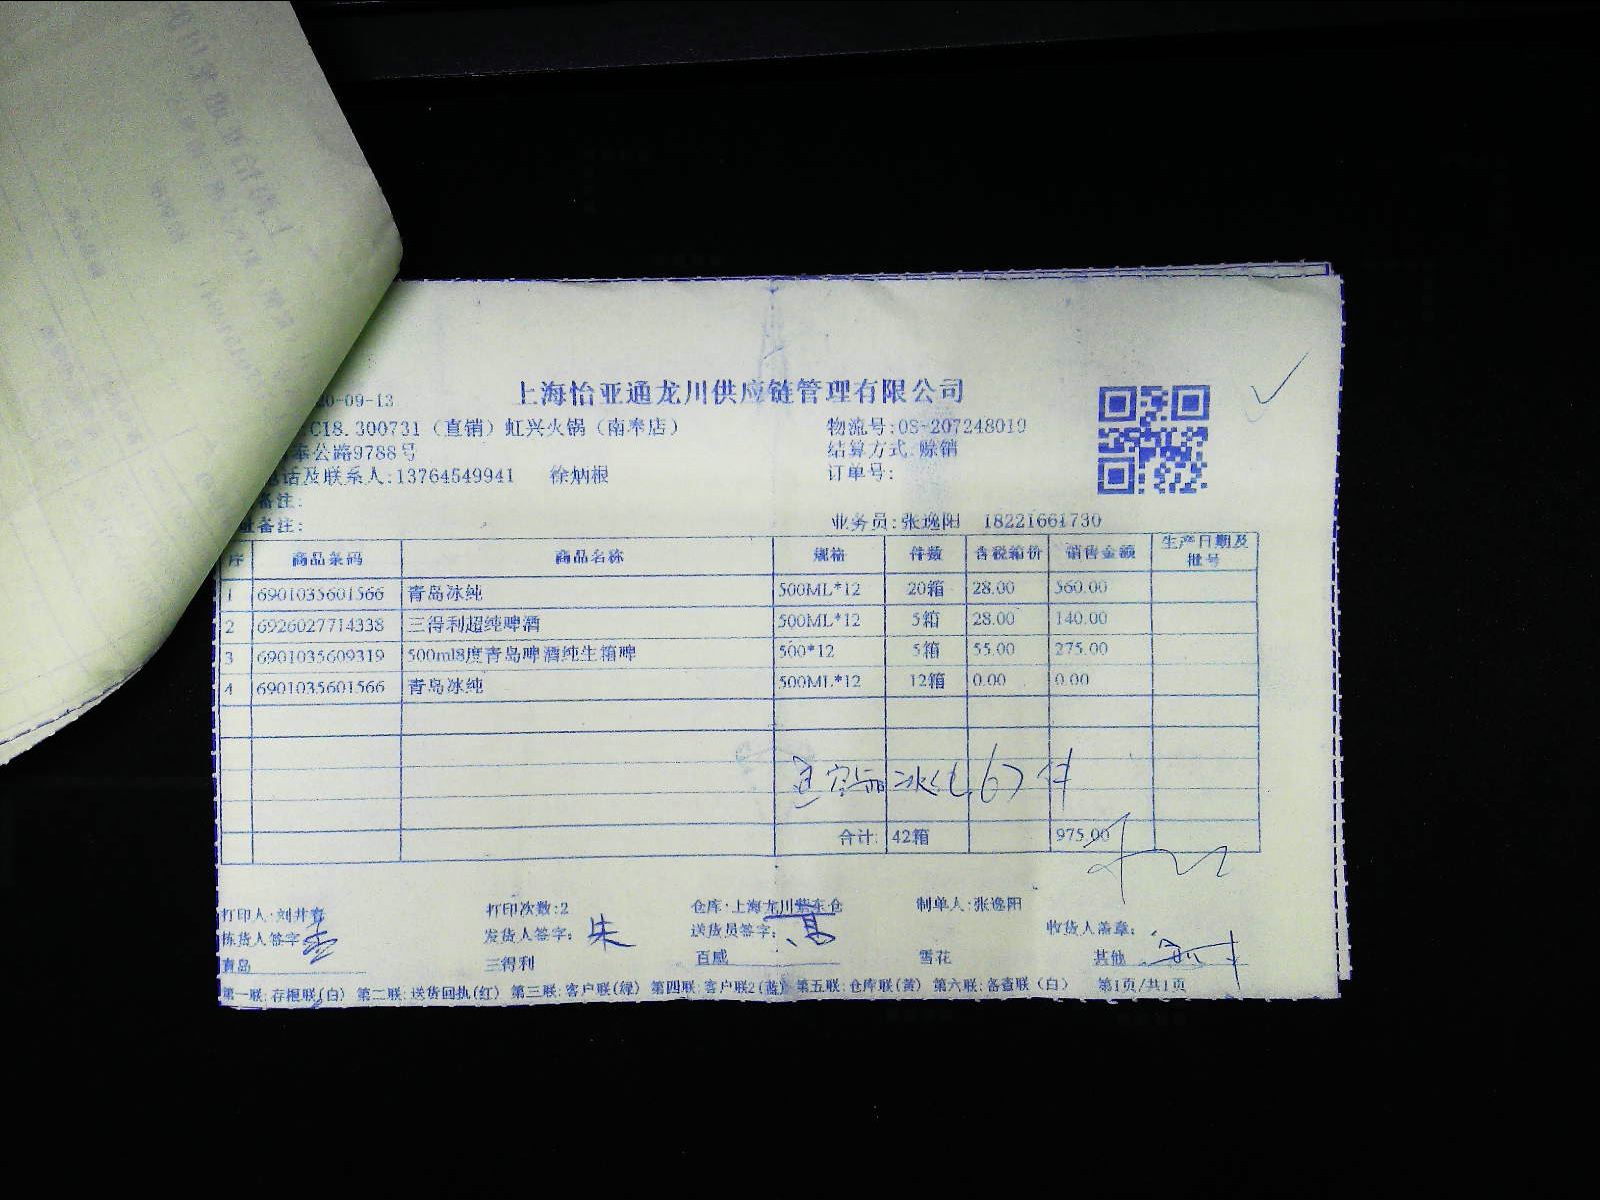 上海怡亚通龙川供应链管理有限公司
20-09-13
C18.300731（直销）虹兴火锅（南奉店）
物流号:08-207248019
奉公路9788号
结算方式:赊销
电话及联系人:13764549941 徐炳根
订单号:
备注:
备注:
业务员:张逸阳 18221661730
序 商品条码 商品名称 规格 件数 含税箱价 销售金额 生产日期及批号
1 6901035601566 青岛冰纯 500ML*12 20箱 28.00 560.00
2 6926027714338 三得利超纯啤酒 500ML*12 5箱 28.00 140.00
3 6901035609319 500ml8度青岛啤酒纯生箱啤 500*12 5箱 55.00 275.00
4 6901035601566 青岛冰纯 500ML*12 12箱 0.00 0.00
冰纯67件
合计: 42箱 975.00
打印人:刘井 打印次数:2 仓库:上海龙川紫东仓 制单人:张逸阳
拣货人签字: 发货人签字: 朱 送货员签字: 收货人盖章:
青岛 三得利 百威 雪花 其他
第一联:存根联(白) 第二联:送货回执(红) 第三联:客户联(绿) 第四联:客户联2(蓝) 第五联:仓库联(黄) 第六联:备查联（白） 第1页/共1页